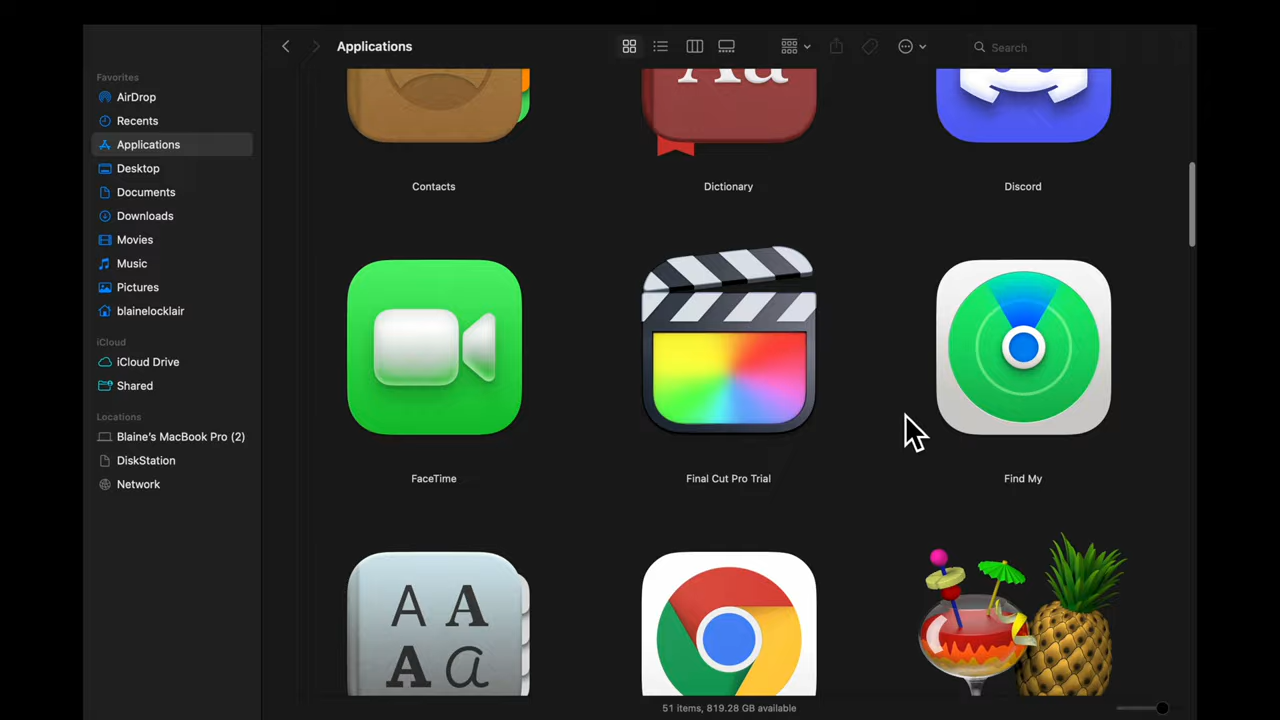 Applications
Search
Favorites
AirDrop
Recents
Applications
Desktop
Documents
Downloads
Movies
Music
Pictures
blainelocklair
iCloud
iCloud Drive
Shared
Locations
Blaine's MacBook Pro (2)
DiskStation
Network
Aa
Contacts
Dictionary
Discord
FaceTime
Final Cut Pro Trial
Find My
A A
A a
51 items, 819.28 GB available